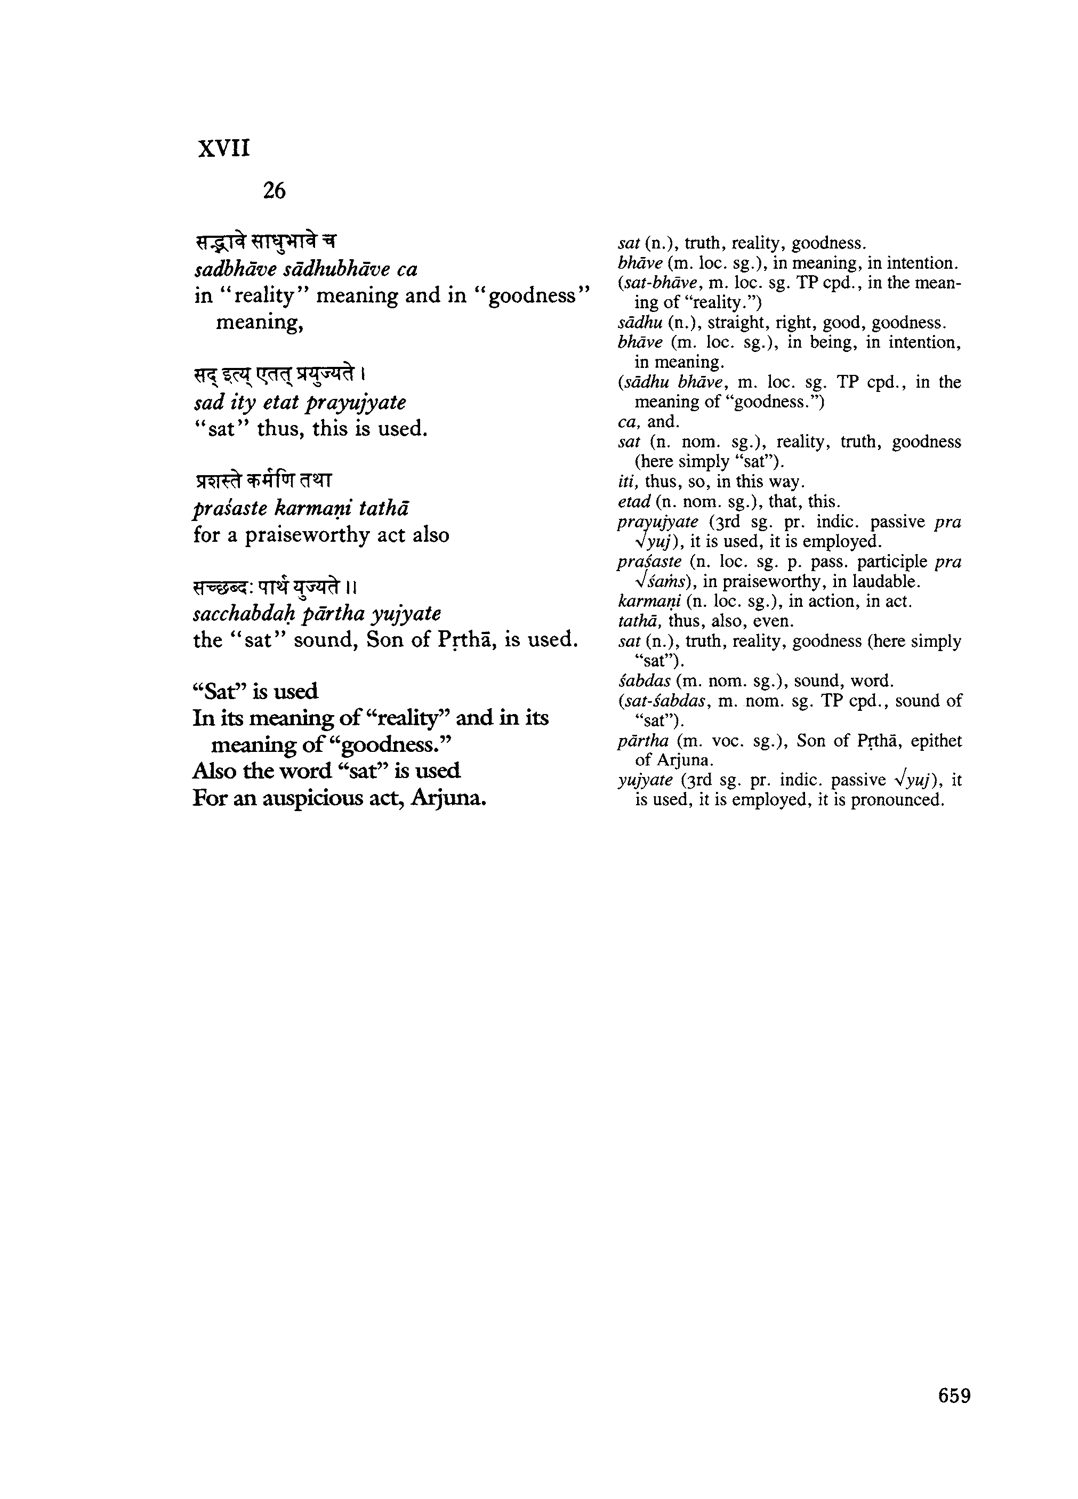 XVII
26
सद्भावे साधुभावे च
sadbhāve sādhubhāve ca
in “reality” meaning and in “goodness”
meaning,
सद् इत्य् एतत् प्रयुज्यते ।
sad ity etat prayujyate
“sat” thus, this is used.
प्रशस्ते कर्मणि तथा
praśaste karmaṇi tathā
for a praiseworthy act also
सच्छब्दः पार्थ युज्यते ॥
sacchabdaḥ pārtha yujyate
the “sat” sound, Son of Pṛthā, is used.
“Sat” is used
In its meaning of “reality” and in its
meaning of “goodness.”
Also the word “sat” is used
For an auspicious act, Arjuna.
sat (n.), truth, reality, goodness.
bhāve (m. loc. sg.), in meaning, in intention.
(sat-bhāve, m. loc. sg. TP cpd., in the mean-
ing of “reality.”)
sādhu (n.), straight, right, good, goodness.
bhāve (m. loc. sg.), in being, in intention,
in meaning.
(sādhu bhāve, m. loc. sg. TP cpd., in the
meaning of “goodness.”)
ca, and.
sat (n. nom. sg.), reality, truth, goodness
(here simply “sat”).
iti, thus, so, in this way.
etad (n. nom. sg.), that, this.
prayujyate (3rd sg. pr. indic. passive pra
√yuj), it is used, it is employed.
praśaste (n. loc. sg. p. pass. participle pra
√śaṁs), in praiseworthy, in laudable.
karmaṇi (n. loc. sg.), in action, in act.
tathā, thus, also, even.
sat (n.), truth, reality, goodness (here simply
“sat”).
śabdas (m. nom. sg.), sound, word.
(sat-śabdas, m. nom. sg. TP cpd., sound of
“sat”).
pārtha (m. voc. sg.), Son of Pṛthā, epithet
of Arjuna.
yujyate (3rd sg. pr. indic. passive √yuj), it
is used, it is employed, it is pronounced.
659